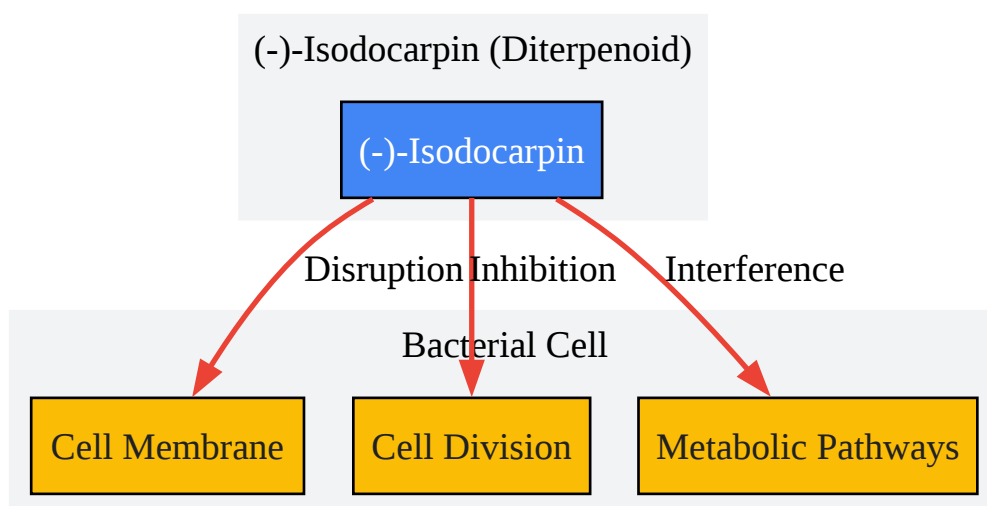 (-)-Isodocarpin (Diterpenoid)
(-)-Isodocarpin
Disruption
Inhibition
Interference
Bacterial Cell
Cell Membrane
Cell Division
Metabolic Pathways